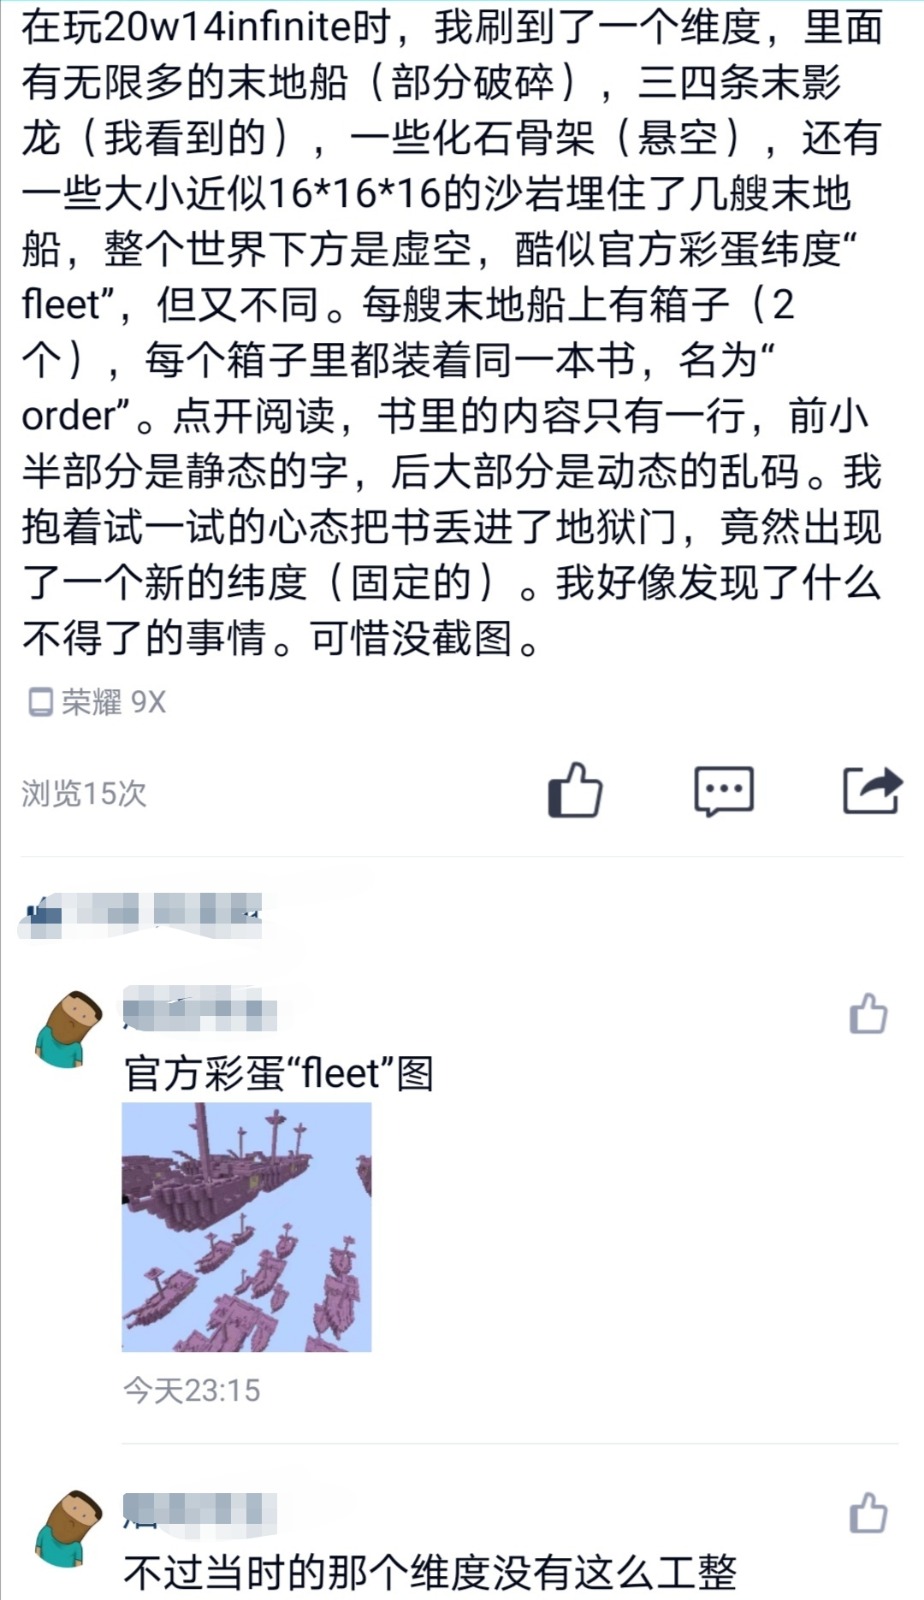 在玩20w14infinite时，我刷到了一个维度，里面
有无限多的末地船（部分破碎），三四条末影
龙（我看到的），一些化石骨架（悬空），还有
一些大小近似16*16*16的沙岩埋住了几艘末地
船，整个世界下方是虚空，酷似官方彩蛋纬度“
fleet”，但又不同。每艘末地船上有箱子（2
个），每个箱子里都装着同一本书，名为“
order”。点开阅读，书里的内容只有一行，前小
半部分是静态的字，后大部分是动态的乱码。我
抱着试一试的心态把书丢进了地狱门，竟然出现
了一个新的纬度（固定的）。我好像发现了什么
不得了的事情。可惜没截图。
荣耀 9X
浏览15次
官方彩蛋“fleet”图
今天23:15
不过当时的那个维度没有这么工整